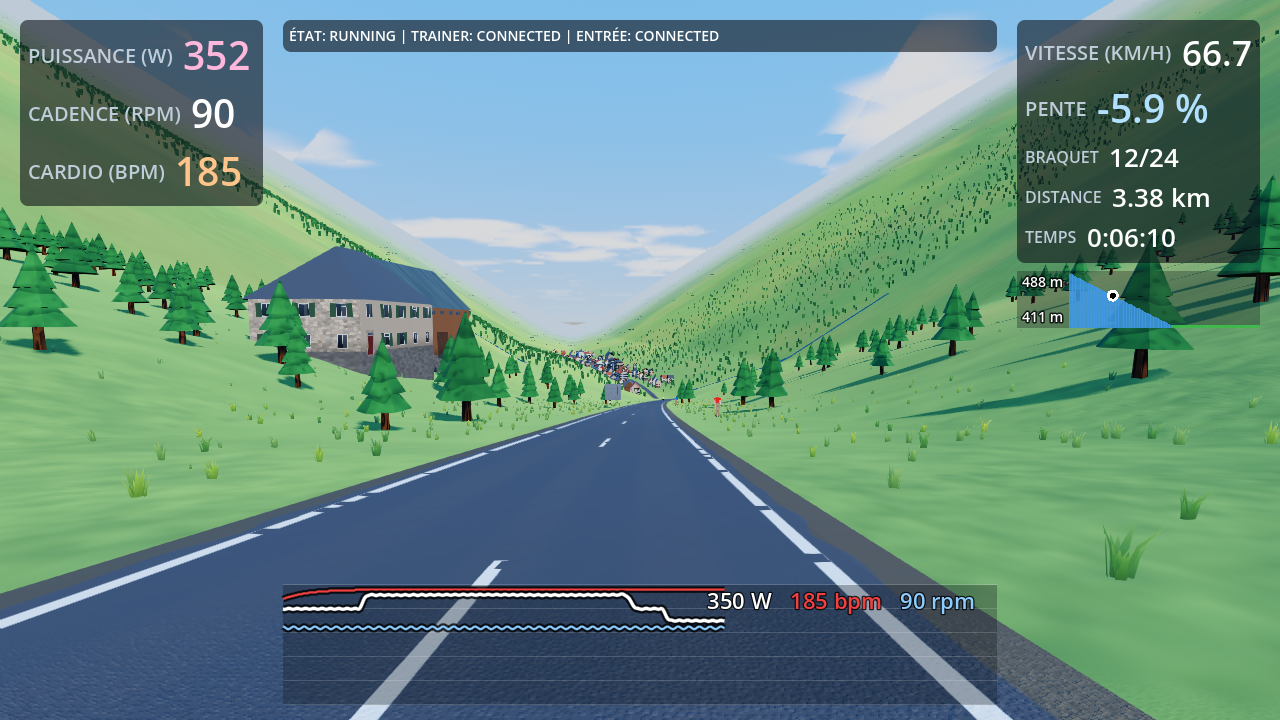 PUISSANCE (W) 352
CADENCE (RPM) 90
CARDIO (BPM) 185
ÉTAT: RUNNING | TRAINER: CONNECTED | ENTRÉE: CONNECTED
VITESSE (KM/H) 66.7
PENTE -5.9 %
BRAQUET 12/24
DISTANCE 3.38 km
TEMPS 0:06:10
488 m
411 m
350 W 185 bpm 90 rpm